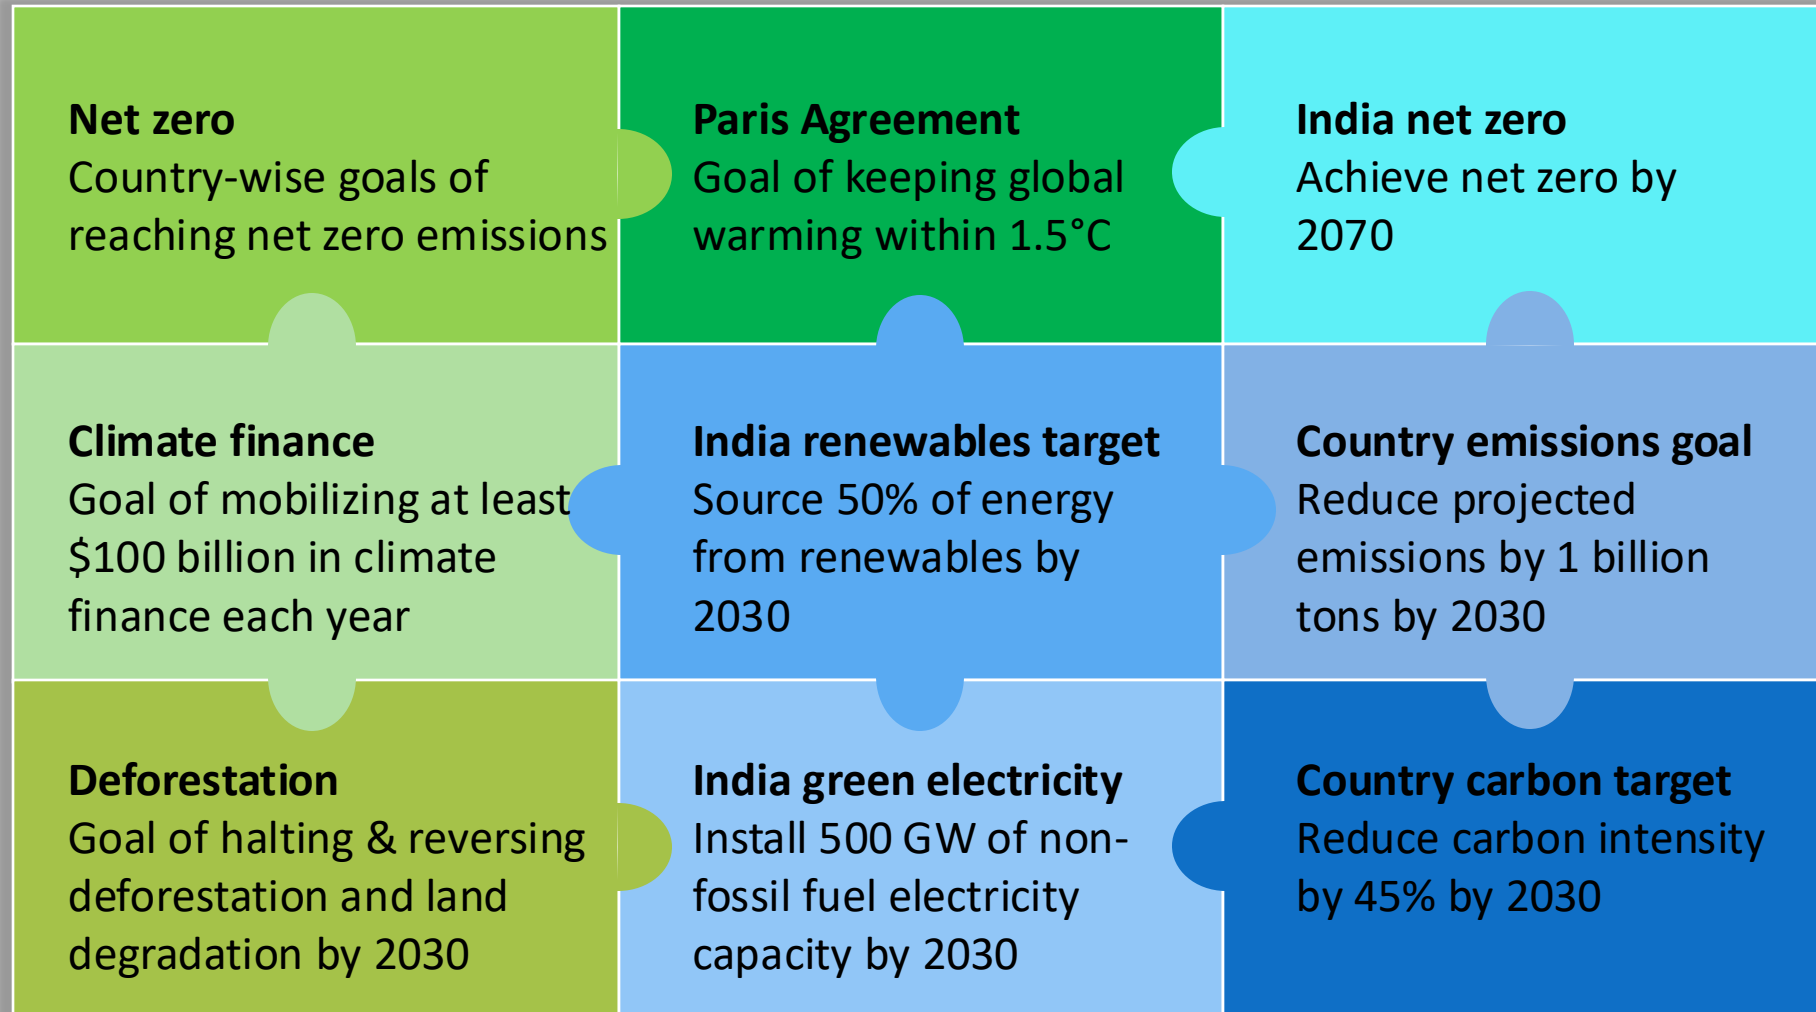 Net zero
Country-wise goals of
reaching net zero emissions
Paris Agreement
Goal of keeping global
warming within 1.5°C
India net zero
Achieve net zero by
2070
Climate finance
Goal of mobilizing at least
$100 billion in climate
finance each year
India renewables target
Source 50% of energy
from renewables by
2030
Country emissions goal
Reduce projected
emissions by 1 billion
tons by 2030
Deforestation
Goal of halting & reversing
deforestation and land
degradation by 2030
India green electricity
Install 500 GW of non-
fossil fuel electricity
capacity by 2030
Country carbon target
Reduce carbon intensity
by 45% by 2030